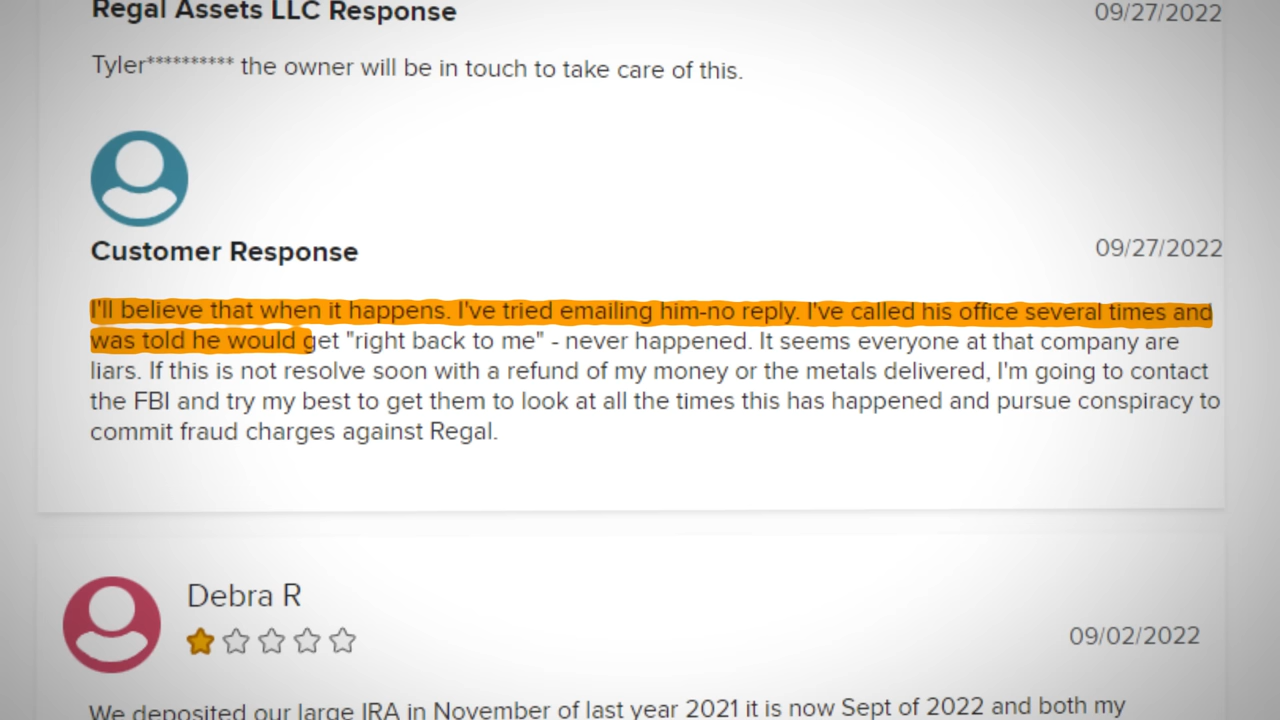 Regal Assets LLC Response
09/27/2022
Tyler********** the owner will be in touch to take care of this.
Customer Response
09/27/2022
I'll believe that when it happens. I've tried emailing him-no reply. I've called his office several times and
was told he would get "right back to me" - never happened. It seems everyone at that company are
liars. If this is not resolve soon with a refund of my money or the metals delivered, I'm going to contact
the FBI and try my best to get them to look at all the times this has happened and pursue conspiracy to
commit fraud charges against Regal.
Debra R
09/02/2022
We deposited our large IRA in November of last year 2021 it is now Sept of 2022 and both my